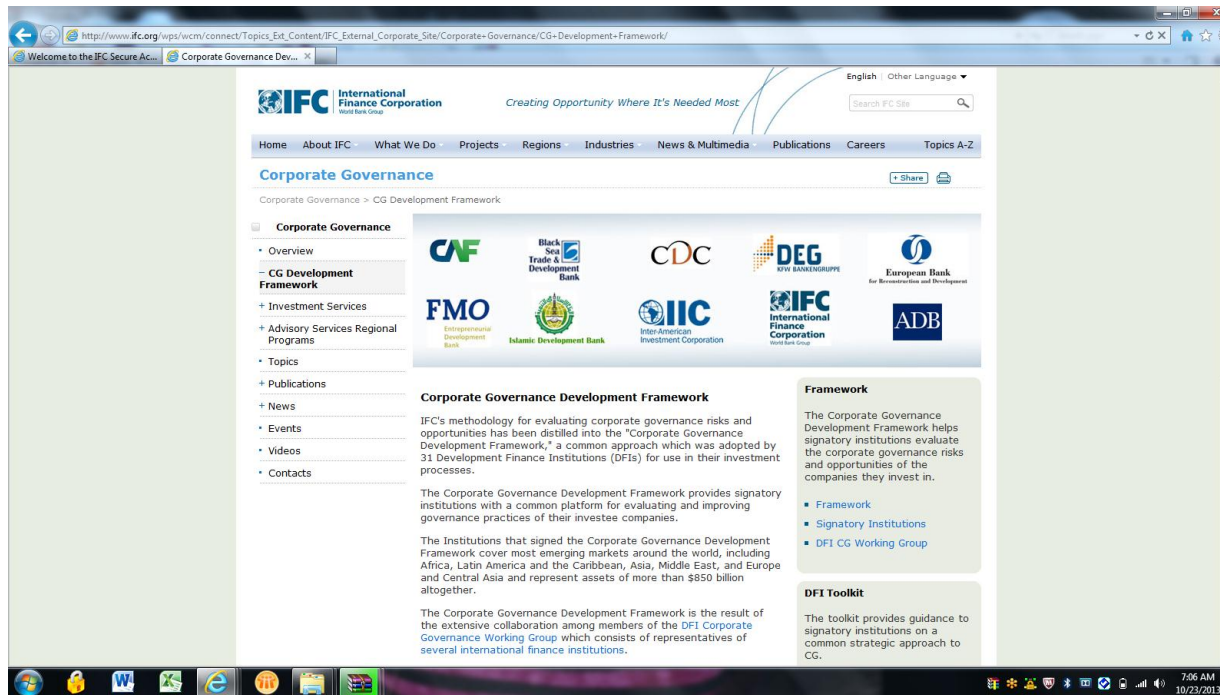 http://www.ifc.org/wps/wcm/connect/Topics_Ext_Content/IFC_External_Corporate_Site/Corporate+Governance/CG+Development+Framework/
Welcome to the IFC Secure Ac...
Corporate Governance Dev...
English | Other Language
IFC
International
Finance Corporation
World Bank Group
Creating Opportunity Where It's Needed Most
Search IFC Site
Home About IFC What We Do Projects Regions Industries News & Multimedia Publications Careers Topics A-Z
Corporate Governance
+ Share
Corporate Governance > CG Development Framework
Corporate Governance
• Overview
– CG Development
Framework
+ Investment Services
+ Advisory Services Regional
Programs
• Topics
+ Publications
+ News
• Events
• Videos
• Contacts
CAF
Black
Sea
Trade &
Development
Bank
CDC
DEG
KFW BANKENGRUPPE
European Bank
for Reconstruction and Development
FMO
Entrepreneurial
Development
Bank
Islamic Development Bank
IIC
Inter-American
Investment Corporation
IFC
International
Finance
Corporation
World Bank Group
ADB
Corporate Governance Development Framework
IFC's methodology for evaluating corporate governance risks and
opportunities has been distilled into the "Corporate Governance
Development Framework," a common approach which was adopted by
31 Development Finance Institutions (DFIs) for use in their investment
processes.
The Corporate Governance Development Framework provides signatory
institutions with a common platform for evaluating and improving
governance practices of their investee companies.
The Institutions that signed the Corporate Governance Development
Framework cover most emerging markets around the world, including
Africa, Latin America and the Caribbean, Asia, Middle East, and Europe
and Central Asia and represent assets of more than $850 billion
altogether.
The Corporate Governance Development Framework is the result of
the extensive collaboration among members of the DFI Corporate
Governance Working Group which consists of representatives of
several international finance institutions.
Framework
The Corporate Governance
Development Framework helps
signatory institutions evaluate
the corporate governance risks
and opportunities of the
companies they invest in.
▪ Framework
▪ Signatory Institutions
▪ DFI CG Working Group
DFI Toolkit
The toolkit provides guidance to
signatory institutions on a
common strategic approach to
CG.
7:06 AM